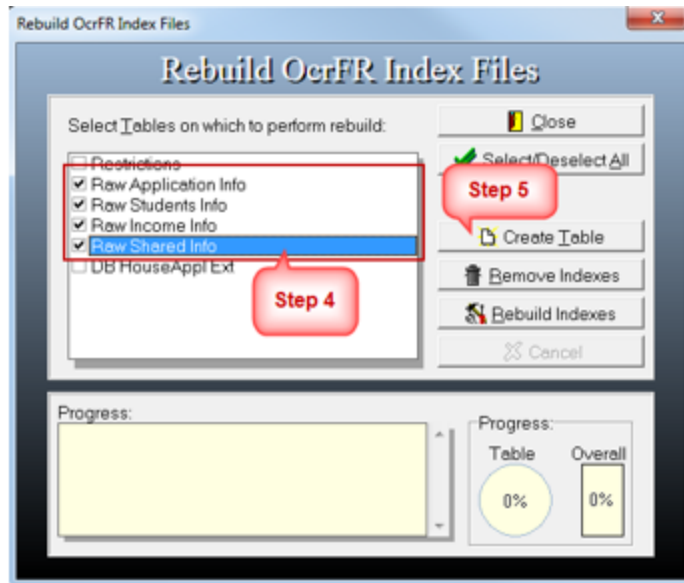 Rebuild OcrFR Index Files
Rebuild OcrFR Index Files
Select Tables on which to perform rebuild:
Close
Select/Deselect All
Restrictions
Raw Application Info
Raw Students Info
Raw Income Info
Raw Shared Info
DB HouseAppl Ext
Step 4
Step 5
Create Table
Remove Indexes
Rebuild Indexes
Cancel
Progress:
Progress:
Table Overall
0% 0%